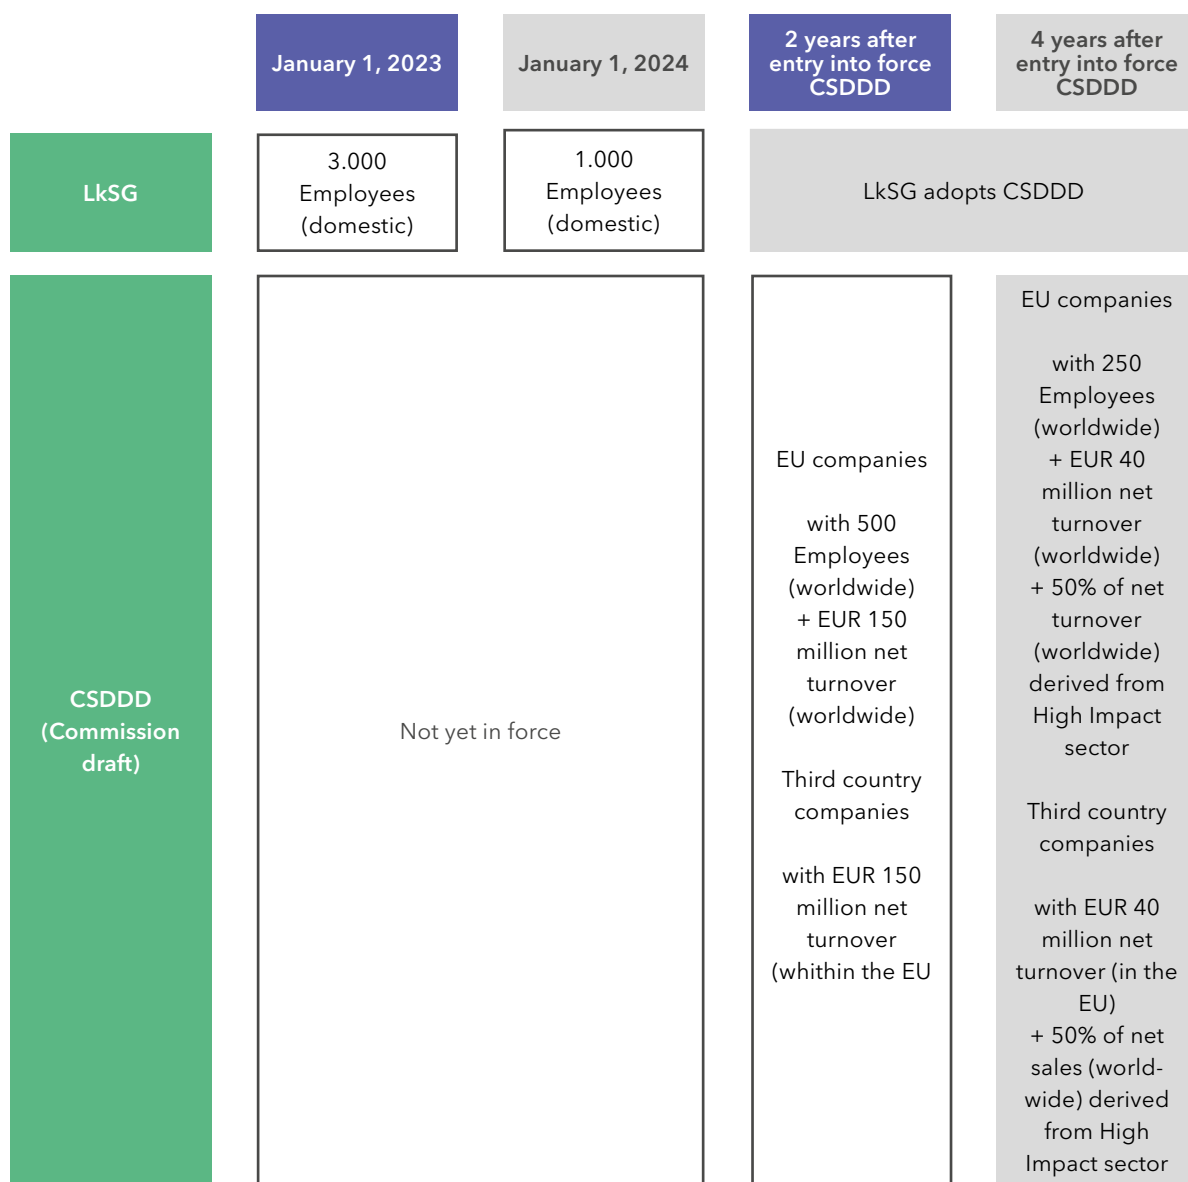 January 1, 2023
January 1, 2024
2 years after
entry into force
CSDDD
4 years after
entry into force
CSDDD
LkSG
3.000
Employees
(domestic)
1.000
Employees
(domestic)
LkSG adopts CSDDD
CSDDD
(Commission
draft)
Not yet in force
EU companies
with 500
Employees
(worldwide)
+ EUR 150
million net
turnover
(worldwide)
Third country
companies
with EUR 150
million net
turnover
(whithin the EU
EU companies
with 250
Employees
(worldwide)
+ EUR 40
million net
turnover
(worldwide)
+ 50% of net
turnover
(worldwide)
derived from
High Impact
sector
Third country
companies
with EUR 40
million net
turnover (in the
EU)
+ 50% of net
sales (world-
wide) derived
from High
Impact sector